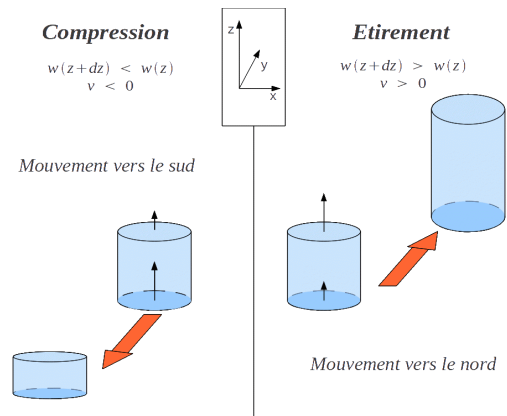 Compression
w(z+dz) < w(z)
v < 0
Mouvement vers le sud
z
y
x
Etirement
w(z+dz) > w(z)
v > 0
Mouvement vers le nord